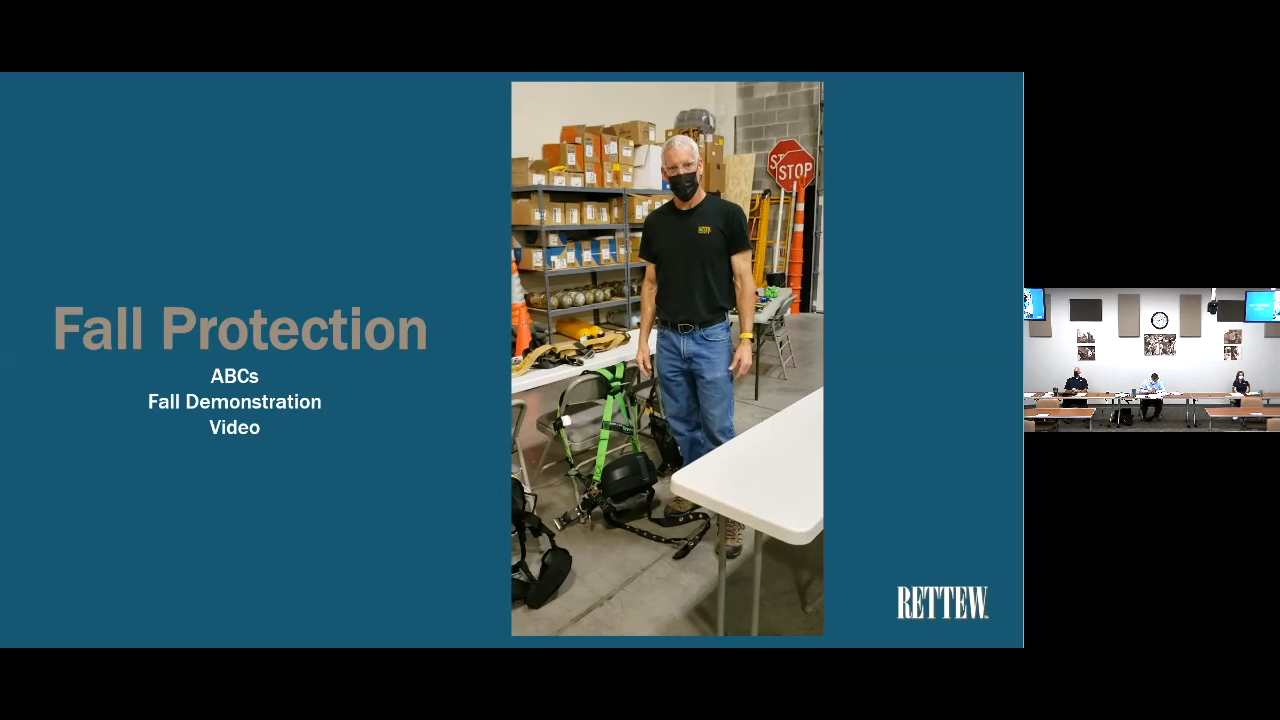 Fall Protection
ABCs
Fall Demonstration
Video
STOP
RETTEW